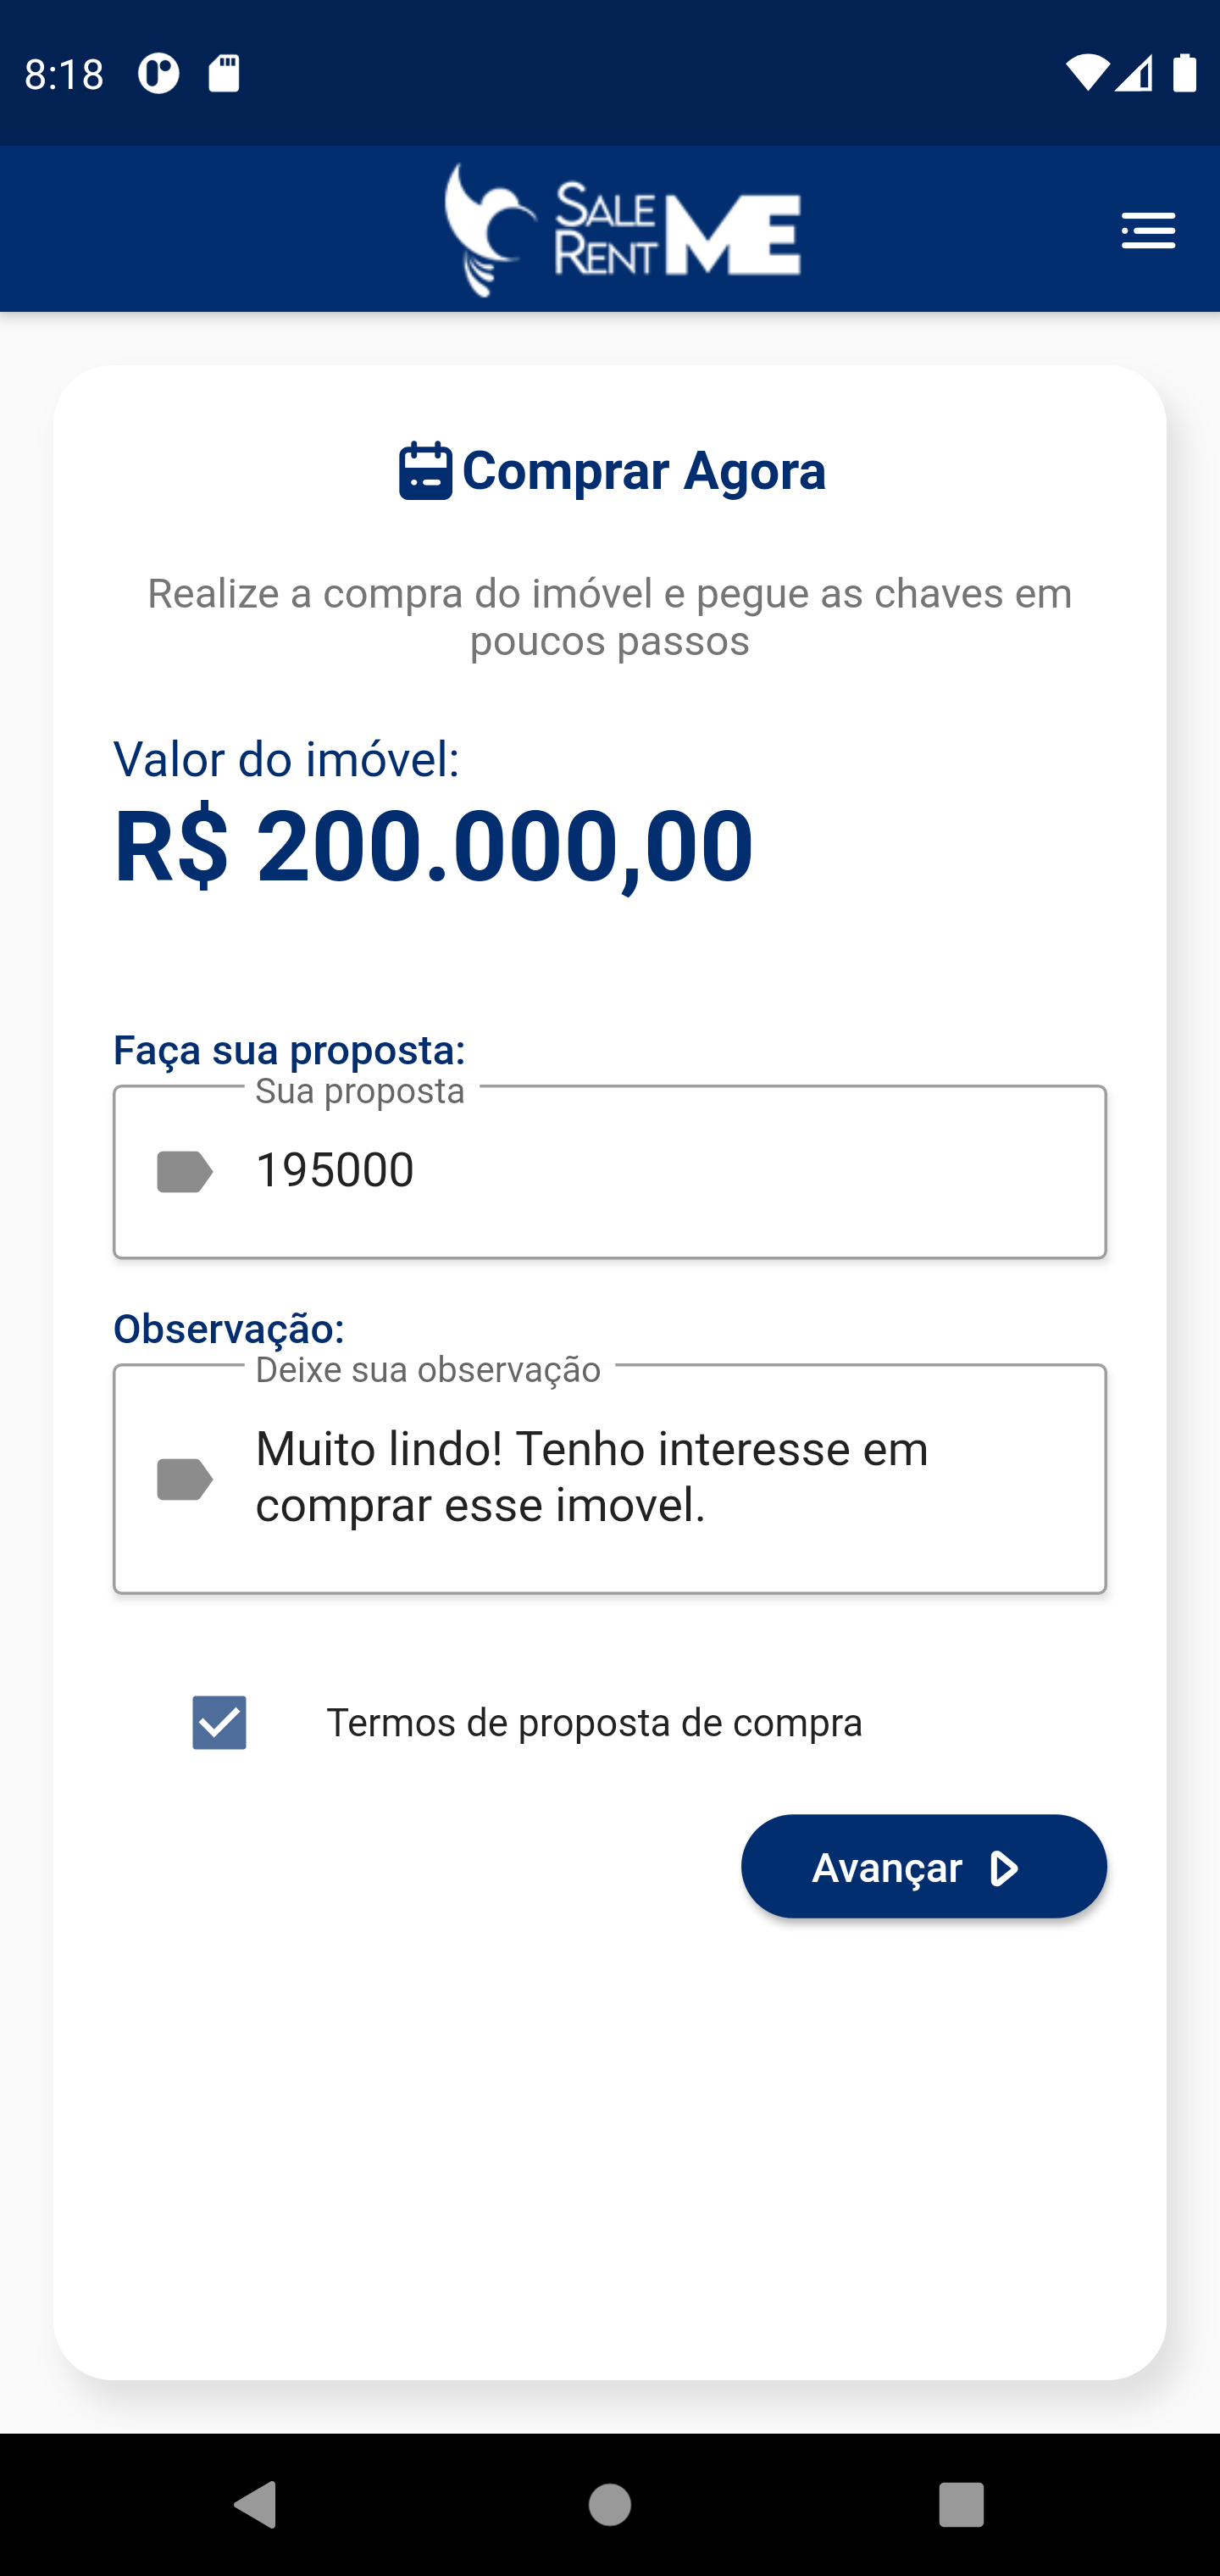 8:18
SALE
RENT ME
Comprar Agora
Realize a compra do imóvel e pegue as chaves em
poucos passos
Valor do imóvel:
R$ 200.000,00
Faça sua proposta:
Sua proposta
195000
Observação:
Deixe sua observação
Muito lindo! Tenho interesse em
comprar esse imovel.
Termos de proposta de compra
Avançar